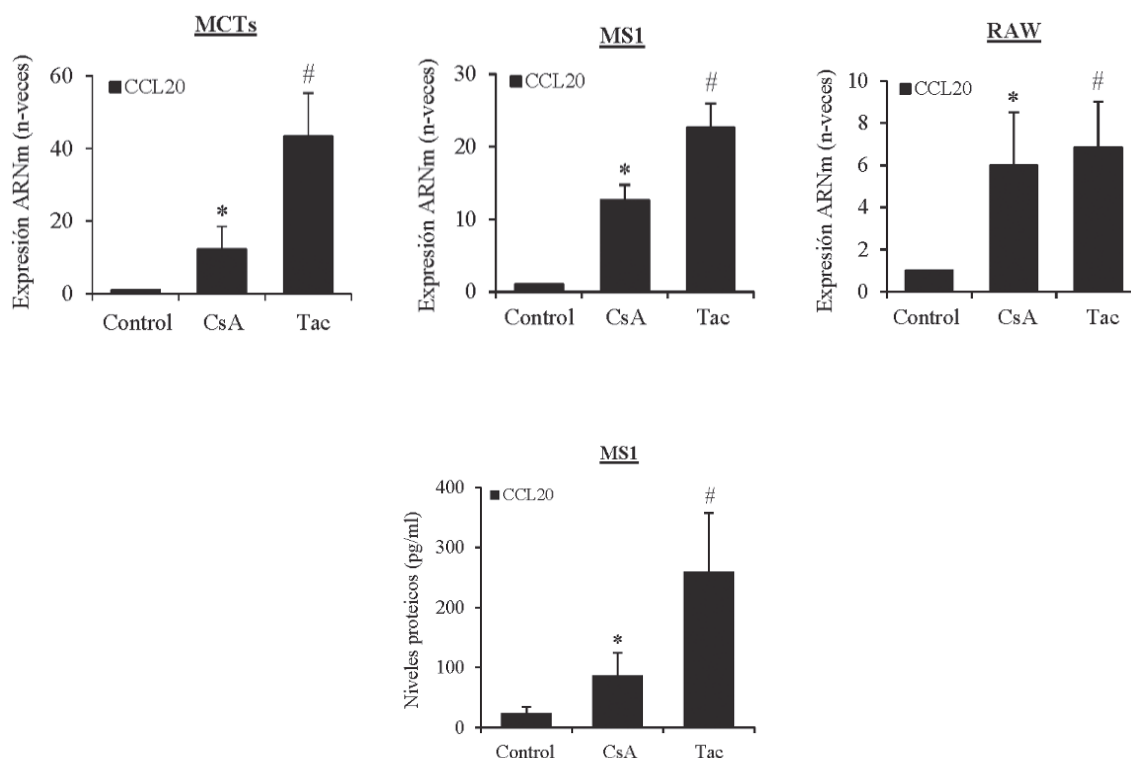 MCTs
Expresión ARNm (n-veces)
60
40
20
0
CCL20
*
#
Control CsA Tac
MS1
Expresión ARNm (n-veces)
30
20
10
0
CCL20
*
#
Control CsA Tac
RAW
Expresión ARNm (n-veces)
10
8
6
4
2
0
CCL20
*
#
Control CsA Tac
MS1
Niveles proteicos (pg/ml)
400
300
200
100
0
CCL20
*
#
Control CsA Tac